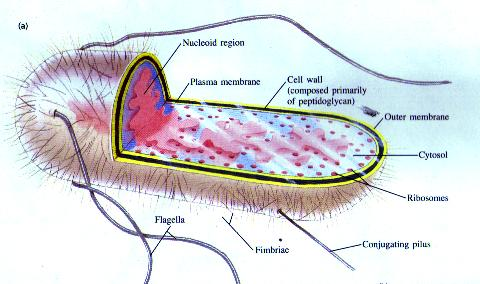 (a)
Nucleoid region
Plasma membrane
Cell wall
(composed primarily
of peptidoglycan)
Outer membrane
Cytosol
Ribosomes
Flagella
Fimbriae
Conjugating pilus